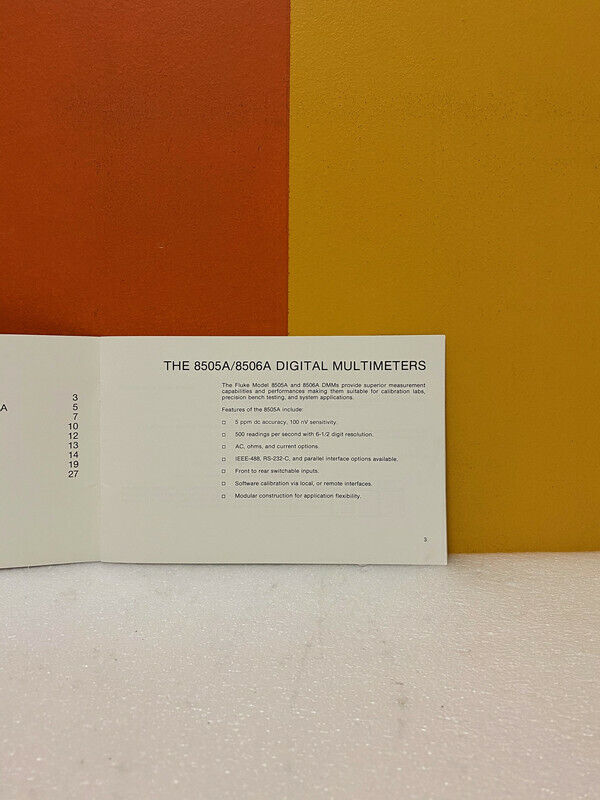 A
3
5
7
10
12
13
14
19
27
THE 8505A/8506A DIGITAL MULTIMETERS
The Fluke Model 8505A and 8506A DMMs provide superior measurement
capabilities and performances making them suitable for calibration labs,
precision bench testing, and system applications.
Features of the 8505A include:
□ 5 ppm dc accuracy, 100 nV sensitivity.
□ 500 readings per second with 6-1/2 digit resolution.
□ AC, ohms, and current options.
□ IEEE-488, RS-232-C, and parallel interface options available.
□ Front to rear switchable inputs.
□ Software calibration via local, or remote interfaces.
□ Modular construction for application flexibility.
3